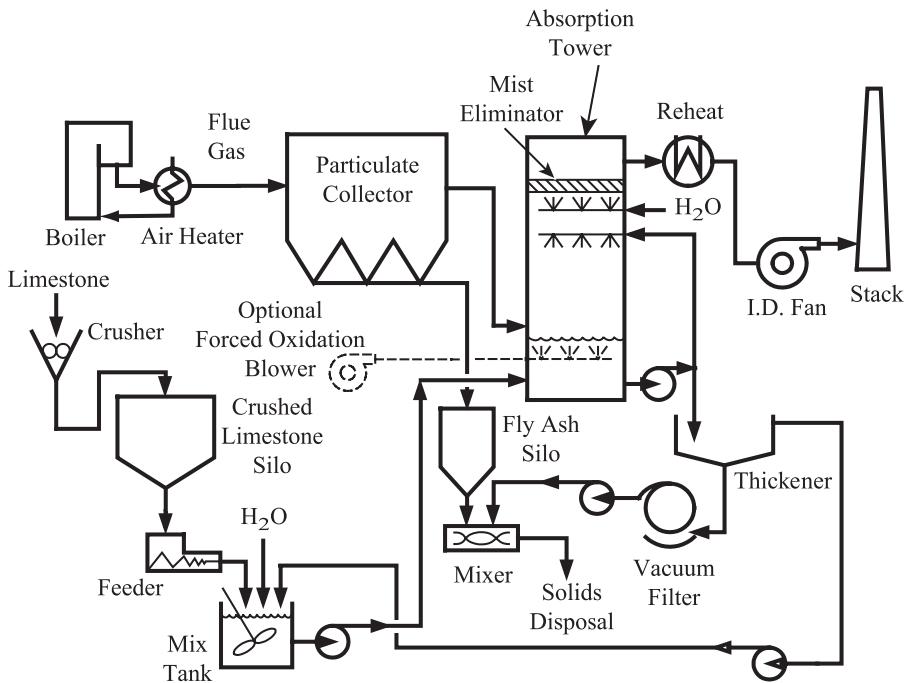 Absorption
Tower
Mist
Eliminator
Reheat
Flue
Gas
Particulate
Collector
H2O
Boiler
Air Heater
Stack
I.D. Fan
Limestone
Crusher
Optional
Forced Oxidation
Blower
Crushed
Limestone
Silo
Fly Ash
Silo
Thickener
H2O
Feeder
Mixer
Vacuum
Filter
Solids
Disposal
Mix
Tank